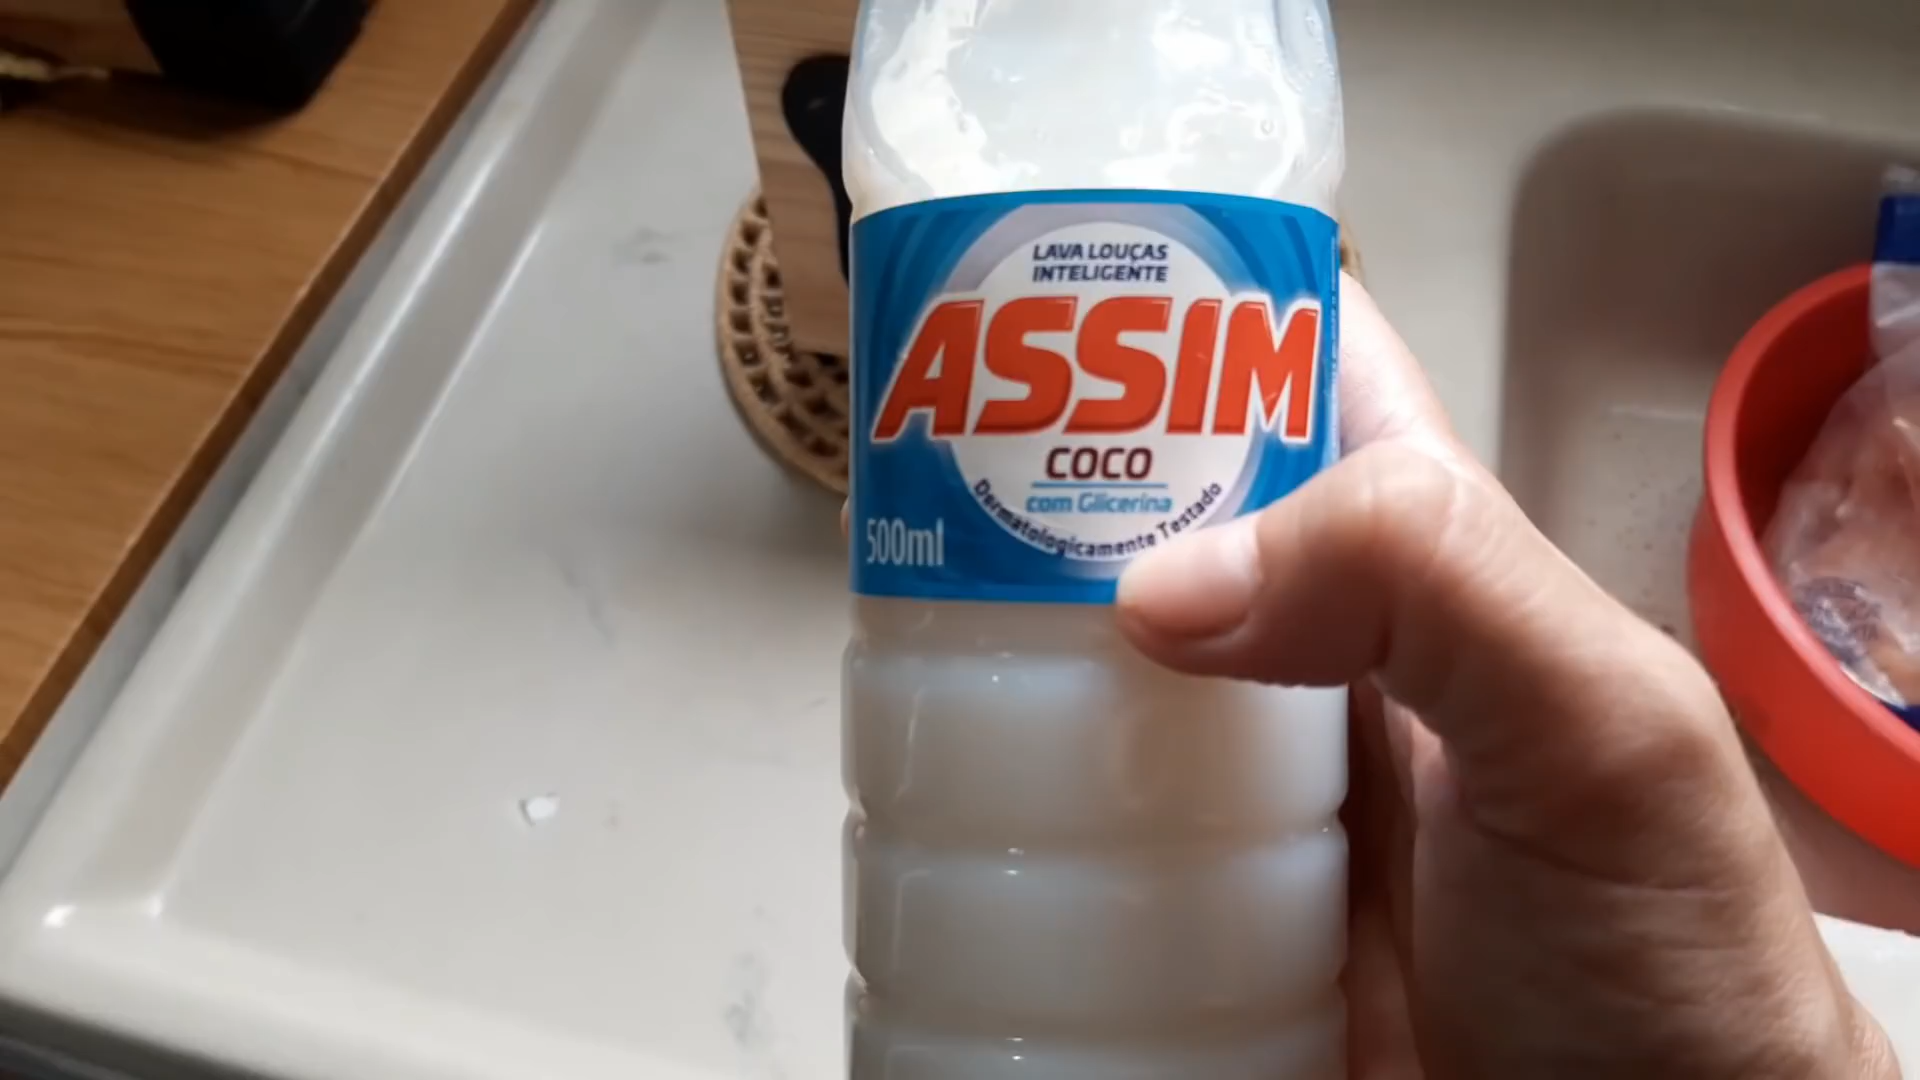 LAVA LOUÇAS
INTELIGENTE
ASSIM
COCO
com Glicerina
Dermatologicamente Testado
500ml